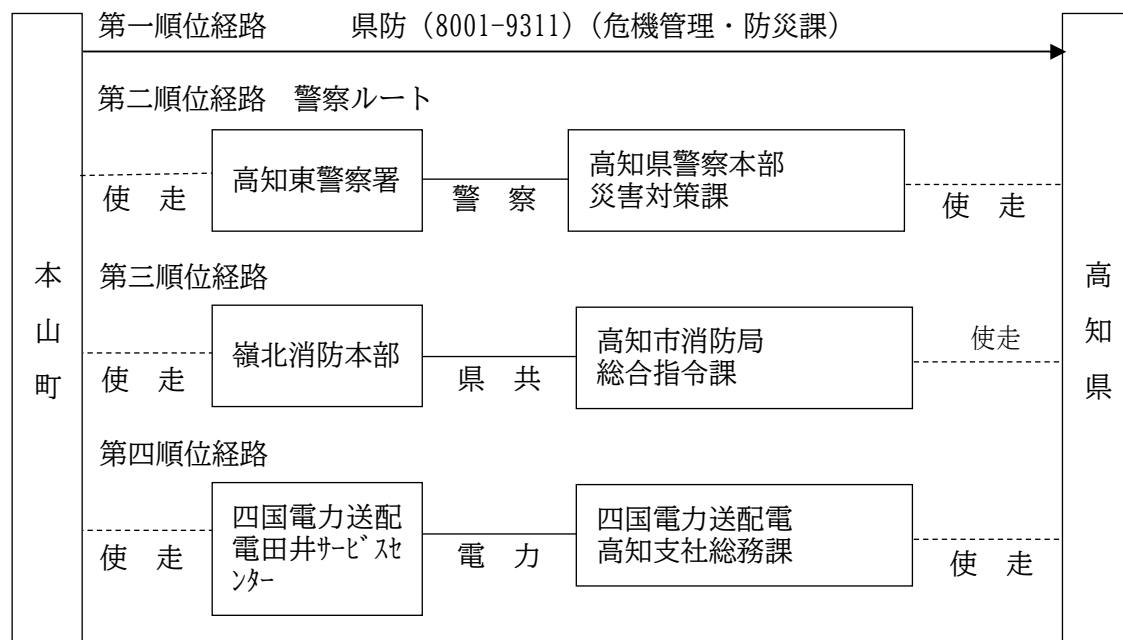 第一順位経路　県防（8001-9311）（危機管理・防災課）
第二順位経路　警察ルート
高知東警察署
高知県警察本部
災害対策課
使　走
警　察
使　走
本山町
高知県
第三順位経路
嶺北消防本部
高知市消防局
総合指令課
使　走
県　共
使走
第四順位経路
四国電力送配
電田井ｻｰﾋﾞｽｾ
ﾝﾀｰ
四国電力送配電
高知支社総務課
使　走
電　力
使　走